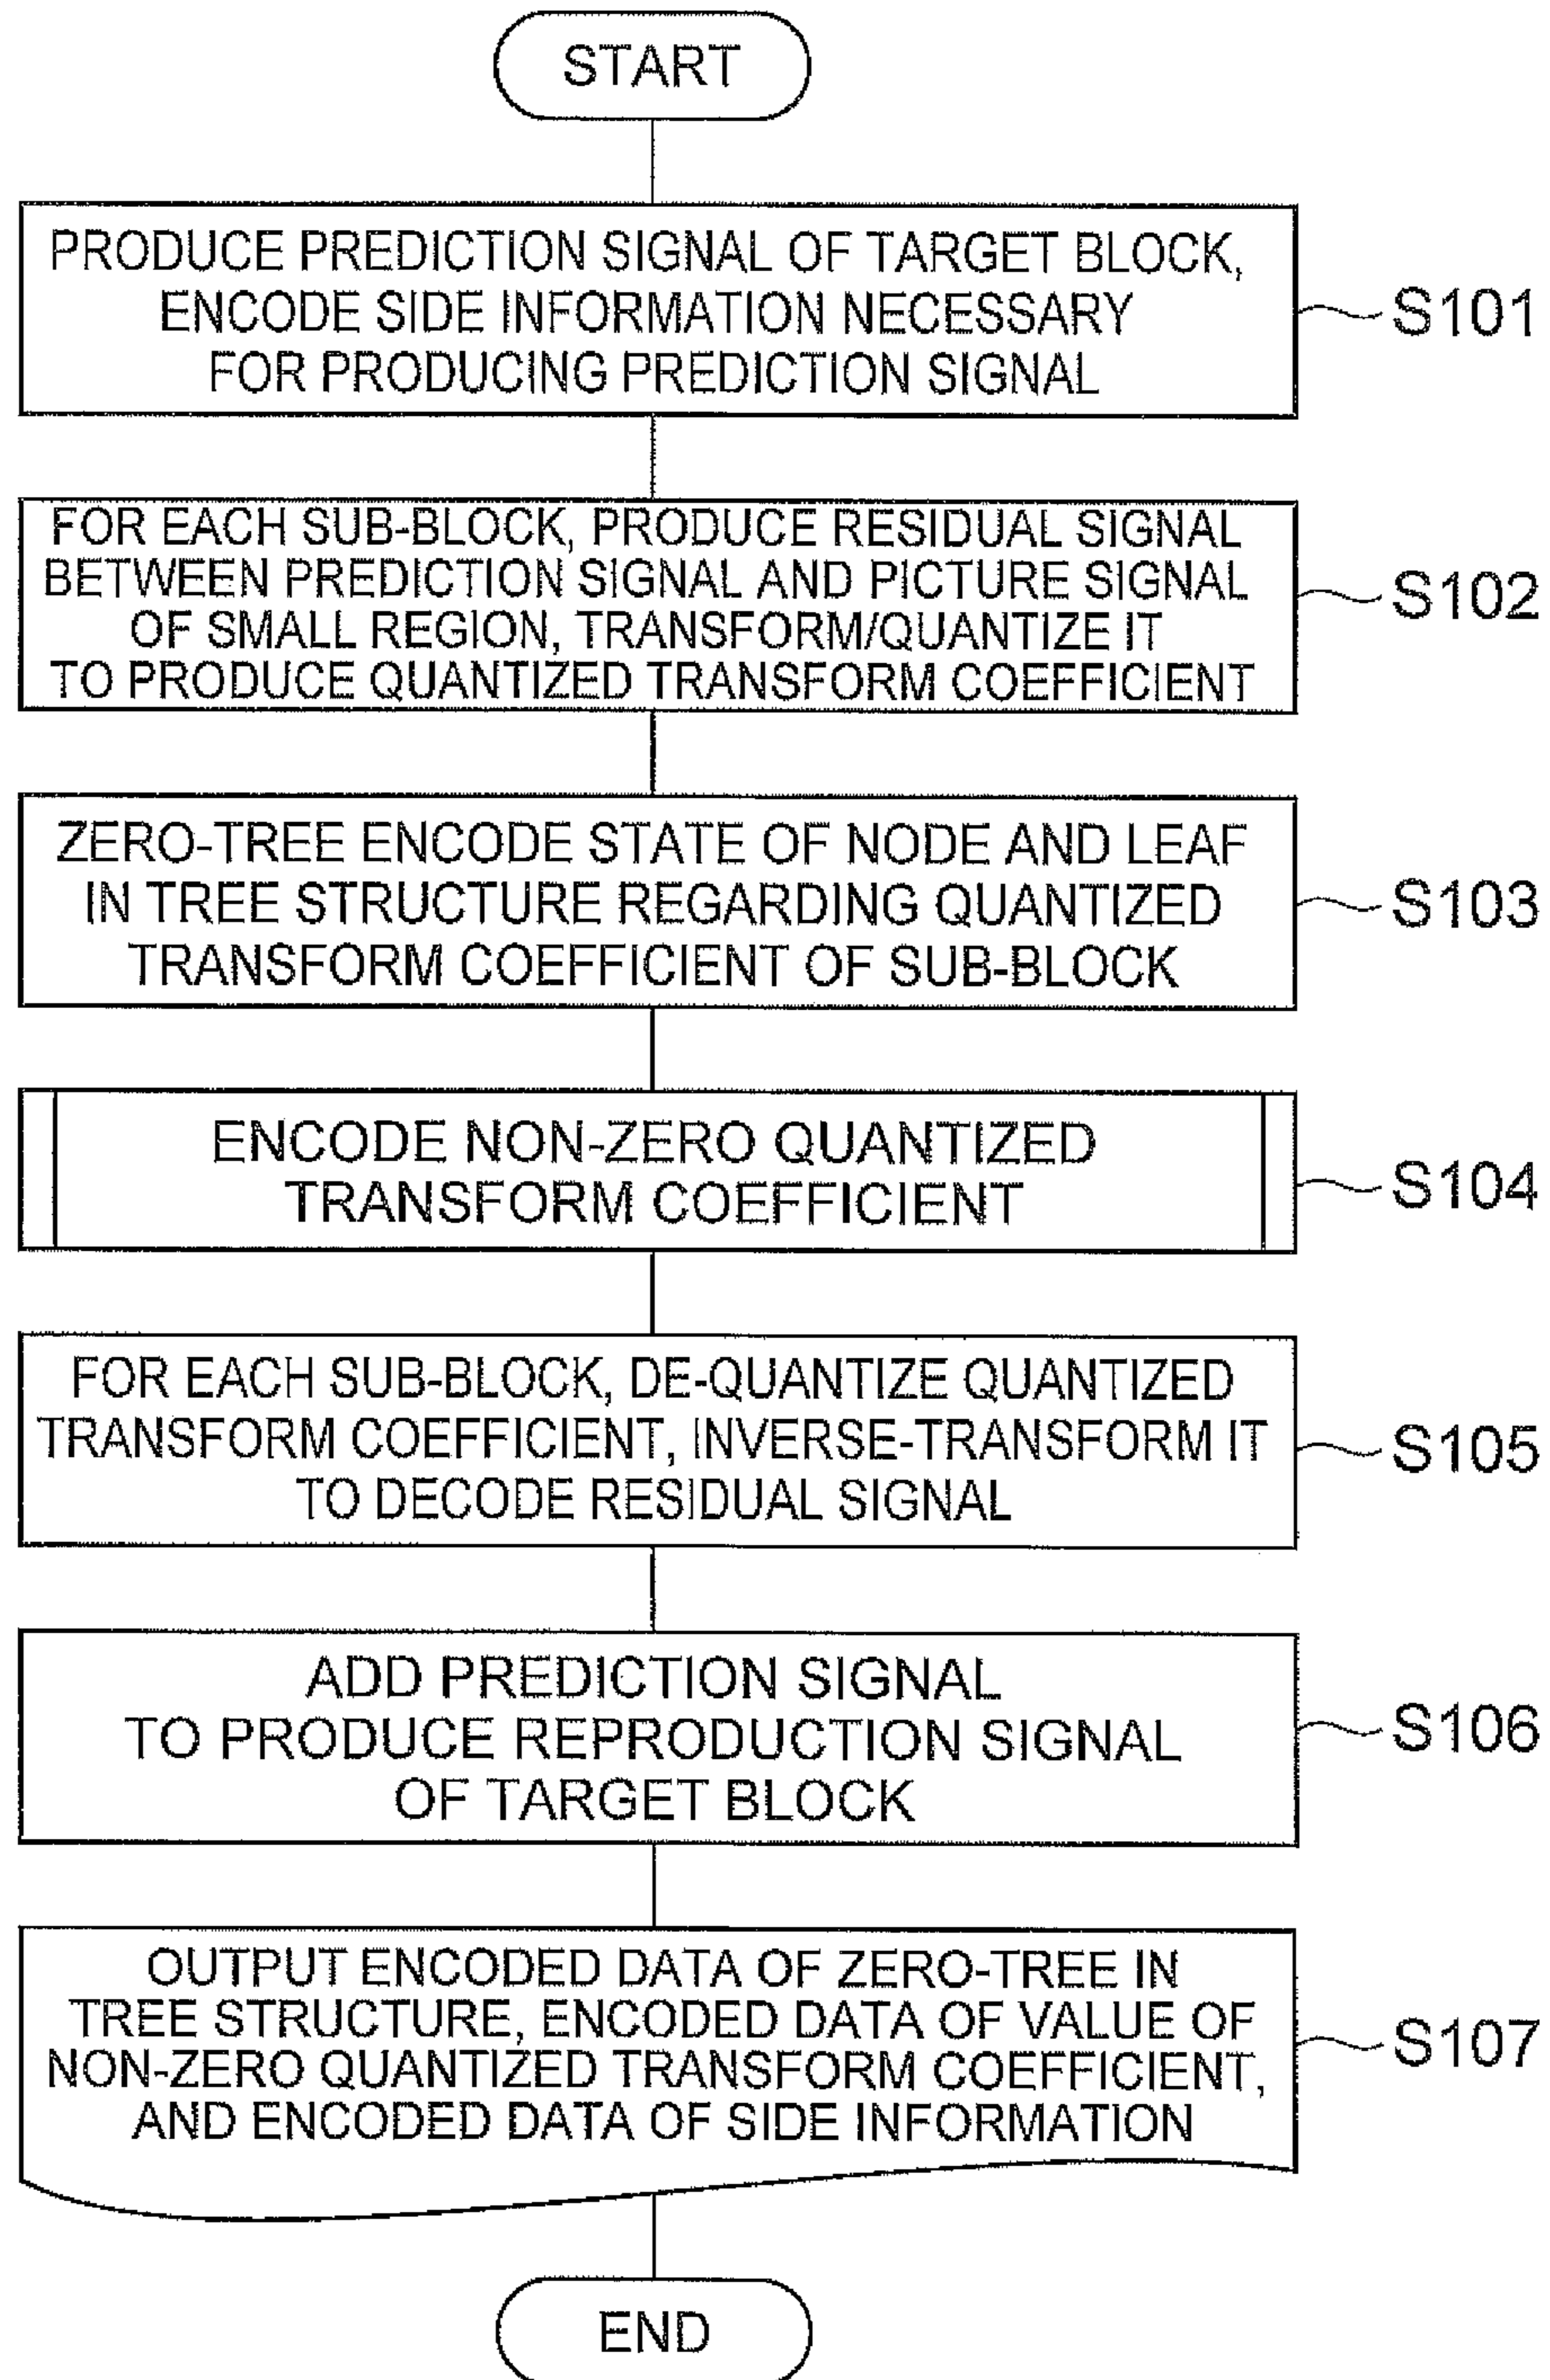 START
PRODUCE PREDICTION SIGNAL OF TARGET BLOCK,
ENCODE SIDE INFORMATION NECESSARY
FOR PRODUCING PREDICTION SIGNAL
S101
FOR EACH SUB-BLOCK, PRODUCE RESIDUAL SIGNAL
BETWEEN PREDICTION SIGNAL AND PICTURE SIGNAL
OF SMALL REGION, TRANSFORM/QUANTIZE IT
TO PRODUCE QUANTIZED TRANSFORM COEFFICIENT
S102
ZERO-TREE ENCODE STATE OF NODE AND LEAF
IN TREE STRUCTURE REGARDING QUANTIZED
TRANSFORM COEFFICIENT OF SUB-BLOCK
S103
ENCODE NON-ZERO QUANTIZED
TRANSFORM COEFFICIENT
S104
FOR EACH SUB-BLOCK, DE-QUANTIZE QUANTIZED
TRANSFORM COEFFICIENT, INVERSE-TRANSFORM IT
TO DECODE RESIDUAL SIGNAL
S105
ADD PREDICTION SIGNAL
TO PRODUCE REPRODUCTION SIGNAL
OF TARGET BLOCK
S106
OUTPUT ENCODED DATA OF ZERO-TREE IN
TREE STRUCTURE, ENCODED DATA OF VALUE OF
NON-ZERO QUANTIZED TRANSFORM COEFFICIENT,
AND ENCODED DATA OF SIDE INFORMATION
S107
END